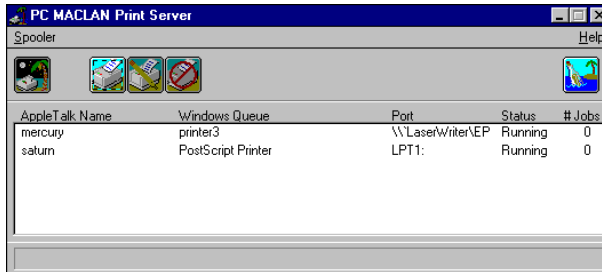 PC MACLAN Print Server
Spooler Help
AppleTalk Name Windows Queue Port Status # Jobs
mercury printer3 \\`LaserWriter\EP Running 0
saturn PostScript Printer LPT1: Running 0